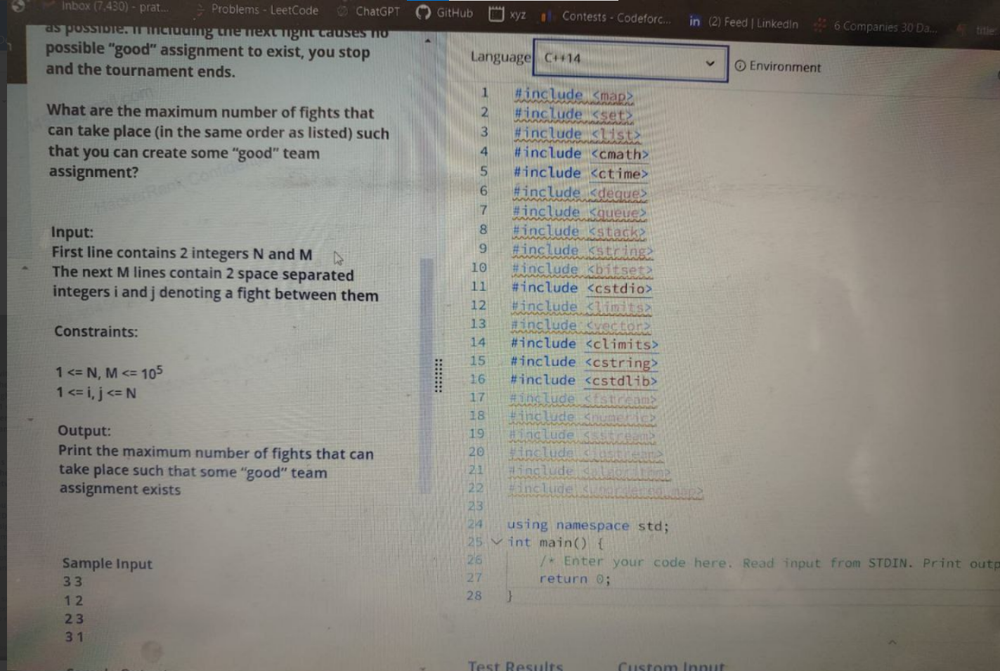 Inbox (7,430) - prat...
Problems - LeetCode
ChatGPT
GitHub
xyz
Contests - Codeforc...
in (2) Feed | LinkedIn
6 Companies 30 Da...
title:
as possible. If including the next fight causes no
possible “good” assignment to exist, you stop
and the tournament ends.
What are the maximum number of fights that
can take place (in the same order as listed) such
that you can create some “good” team
assignment?
Input:
First line contains 2 integers N and M
The next M lines contain 2 space separated
integers i and j denoting a fight between them
Constraints:
1 <= N, M <= 10⁵
1 <= i, j <= N
Output:
Print the maximum number of fights that can
take place such that some “good” team
assignment exists
Sample Input
3 3
1 2
2 3
3 1
Language C++14
Environment
1 #include <map>
2 #include <set>
3 #include <list>
4 #include <cmath>
5 #include <ctime>
6 #include <deque>
7 #include <queue>
8 #include <stack>
9 #include <string>
10 #include <bitset>
11 #include <cstdio>
12 #include <limits>
13 #include <vector>
14 #include <climits>
15 #include <cstring>
16 #include <cstdlib>
17 #include <fstream>
18 #include <numeric>
19 #include <sstream>
20 #include <iostream>
21 #include <algorithm>
22 #include <unordered_map>
23
24 using namespace std;
25 int main() {
26 /* Enter your code here. Read input from STDIN. Print outp
27 return 0;
28 }
Test Results
Custom Input